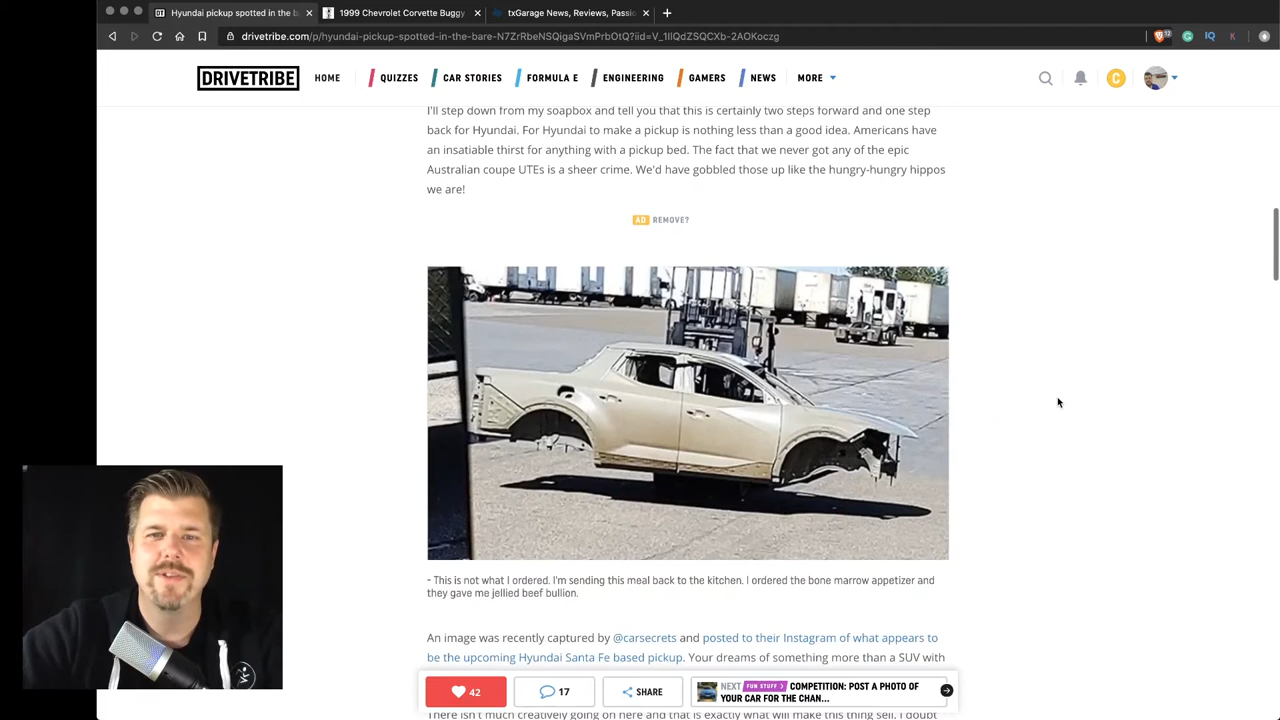 Hyundai pickup spotted in the b
1999 Chevrolet Corvette Buggy
txGarage News, Reviews, Passio
drivetribe.com/p/hyundai-pickup-spotted-in-the-bare-N7ZrRbeNSQigaSVmPrbOtQ?iid=V_1IlQdZSQCXb-2AOKoczg
12
DRIVETRIBE
HOME
QUIZZES
CAR STORIES
FORMULA E
ENGINEERING
GAMERS
NEWS
MORE
C
I'll step down from my soapbox and tell you that this is certainly two steps forward and one step
back for Hyundai. For Hyundai to make a pickup is nothing less than a good idea. Americans have
an insatiable thirst for anything with a pickup bed. The fact that we never got any of the epic
Australian coupe UTEs is a sheer crime. We'd have gobbled those up like the hungry-hungry hippos
we are!
AD REMOVE?
- This is not what I ordered. I'm sending this meal back to the kitchen. I ordered the bone marrow appetizer and
they gave me jellied beef bullion.
An image was recently captured by @carsecrets and posted to their Instagram of what appears to
be the upcoming Hyundai Santa Fe based pickup. Your dreams of something more than a SUV with
42
17
SHARE
NEXT FUN STUFF COMPETITION: POST A PHOTO OF
YOUR CAR FOR THE CHAN...
There isn't much creatively going on here and that is exactly what will make this thing sell. I doubt